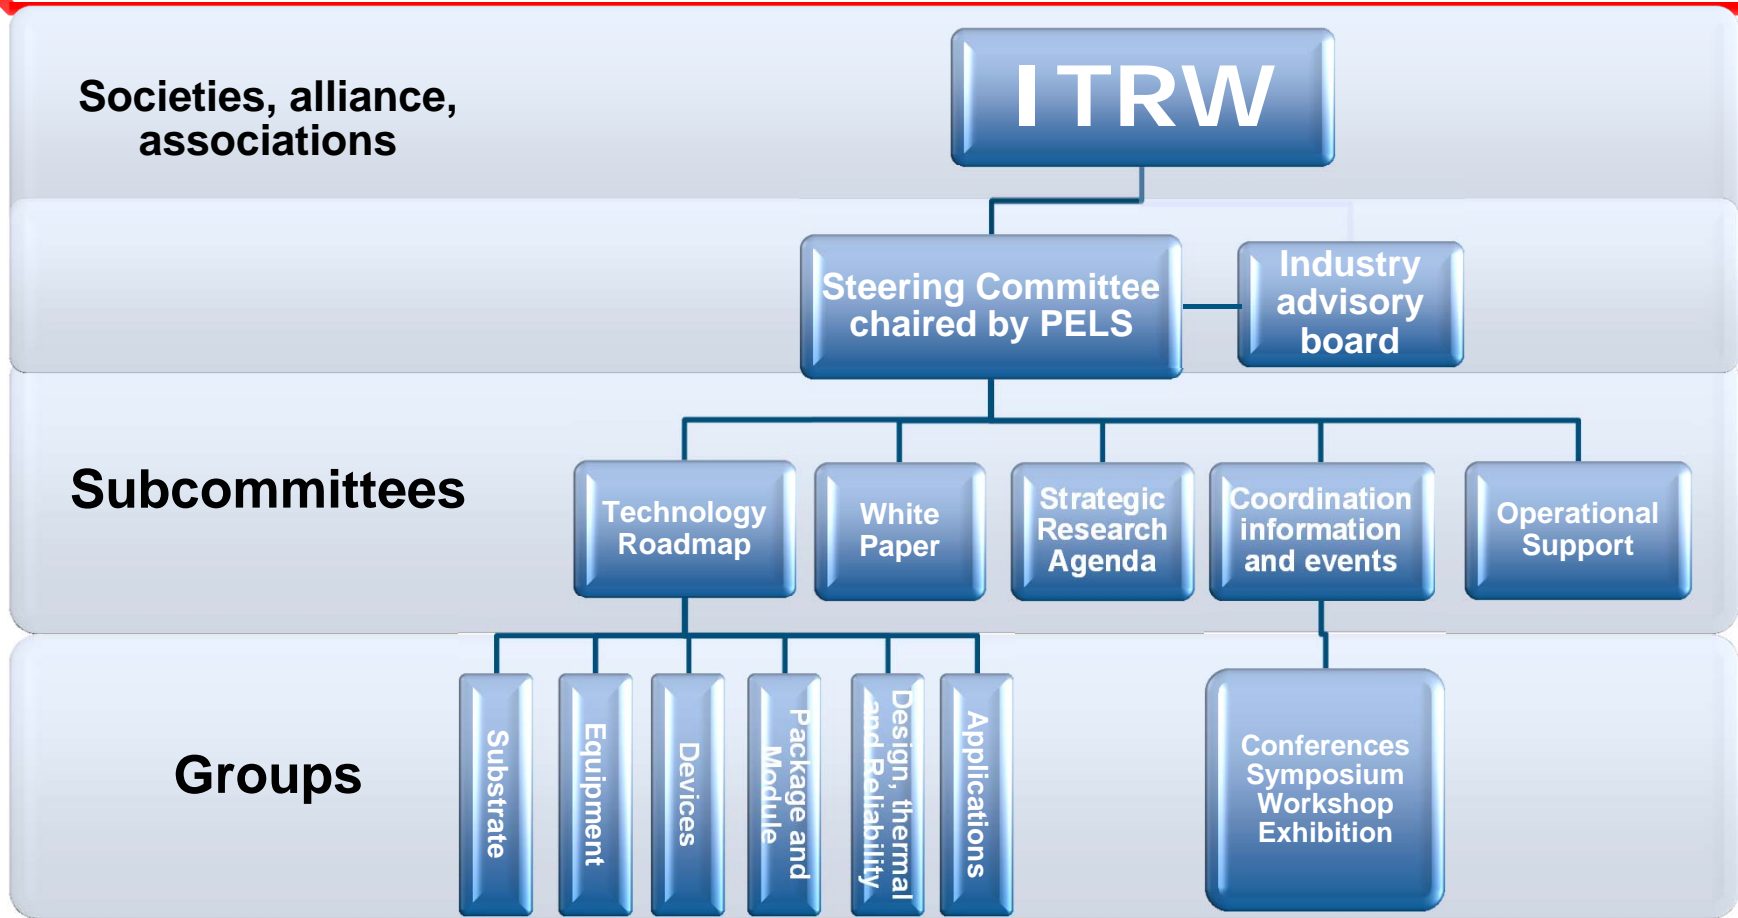 Societies, alliance,
associations
ITRW
Steering Committee
chaired by PELS
Industry
advisory
board
Subcommittees
Technology
Roadmap
White
Paper
Strategic
Research
Agenda
Coordination
information
and events
Operational
Support
Groups
Substrate
Equipment
Devices
Package and
Module
Design, thermal
and Reliability
Applications
Conferences
Symposium
Workshop
Exhibition